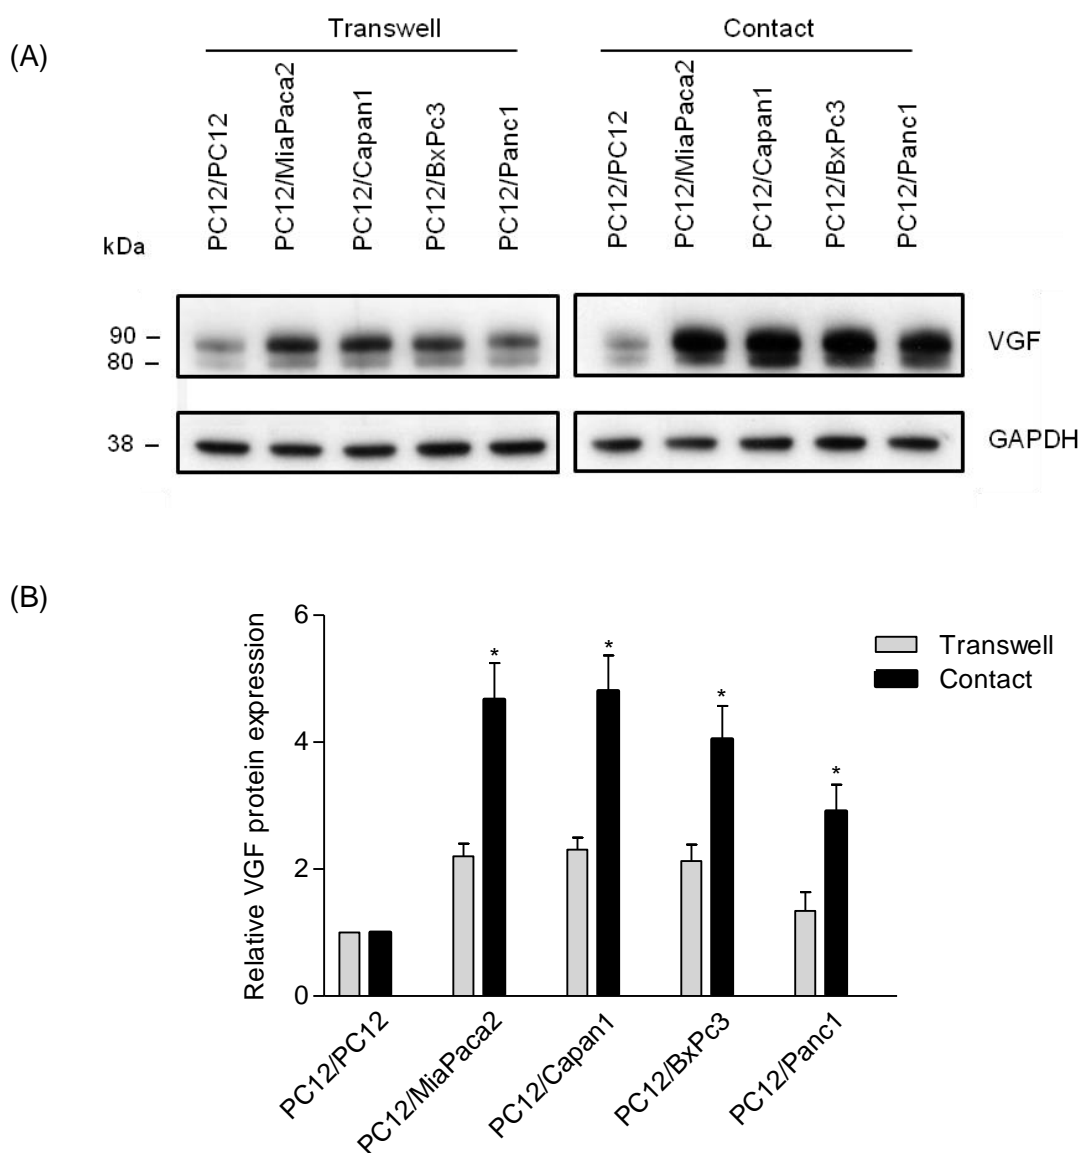 (A)
Transwell Contact
PC12/PC12
PC12/MiaPaca2
PC12/Capan1
PC12/BxPc3
PC12/Panc1
PC12/PC12
PC12/MiaPaca2
PC12/Capan1
PC12/BxPc3
PC12/Panc1
kDa
90 –
80 –
VGF
38 –
GAPDH
(B)
Relative VGF protein expression
6
4
2
0
* * * *
Transwell
Contact
PC12/PC12
PC12/MiaPaca2
PC12/Capan1
PC12/BxPc3
PC12/Panc1